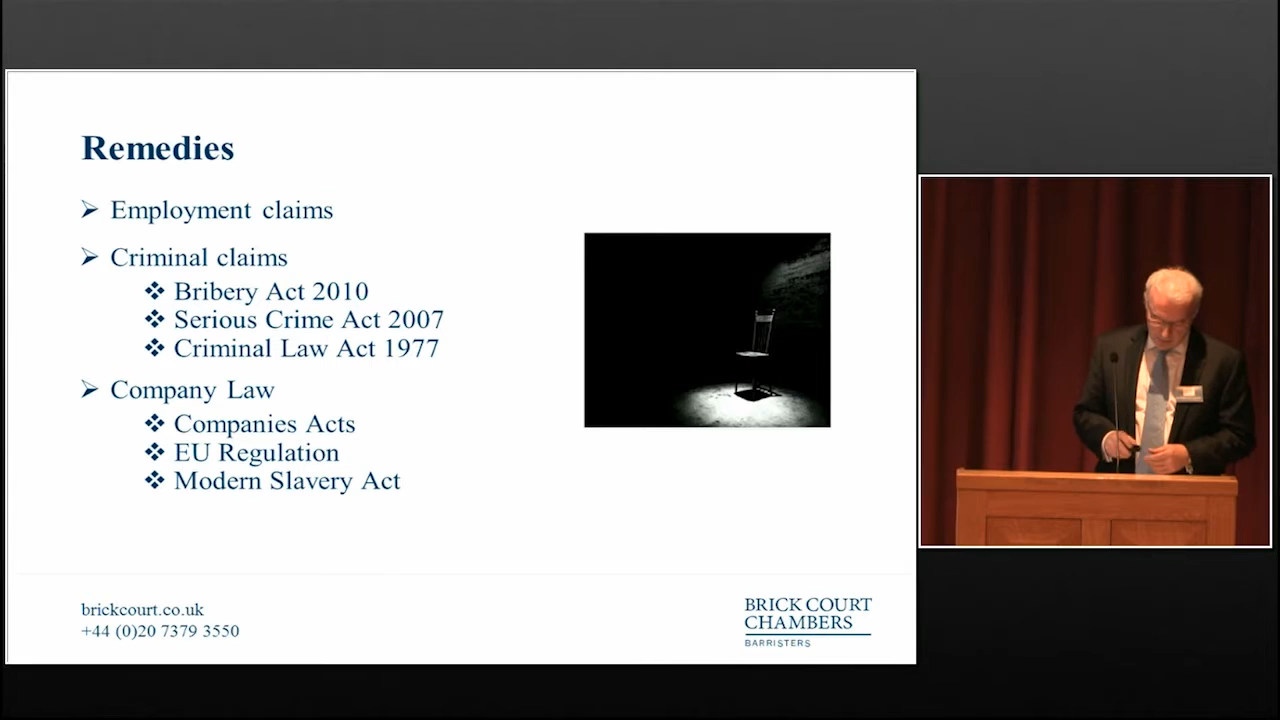 Remedies
Employment claims
Criminal claims
Bribery Act 2010
Serious Crime Act 2007
Criminal Law Act 1977
Company Law
Companies Acts
EU Regulation
Modern Slavery Act
brickcourt.co.uk
+44 (0)20 7379 3550
BRICK COURT
CHAMBERS
BARRISTERS